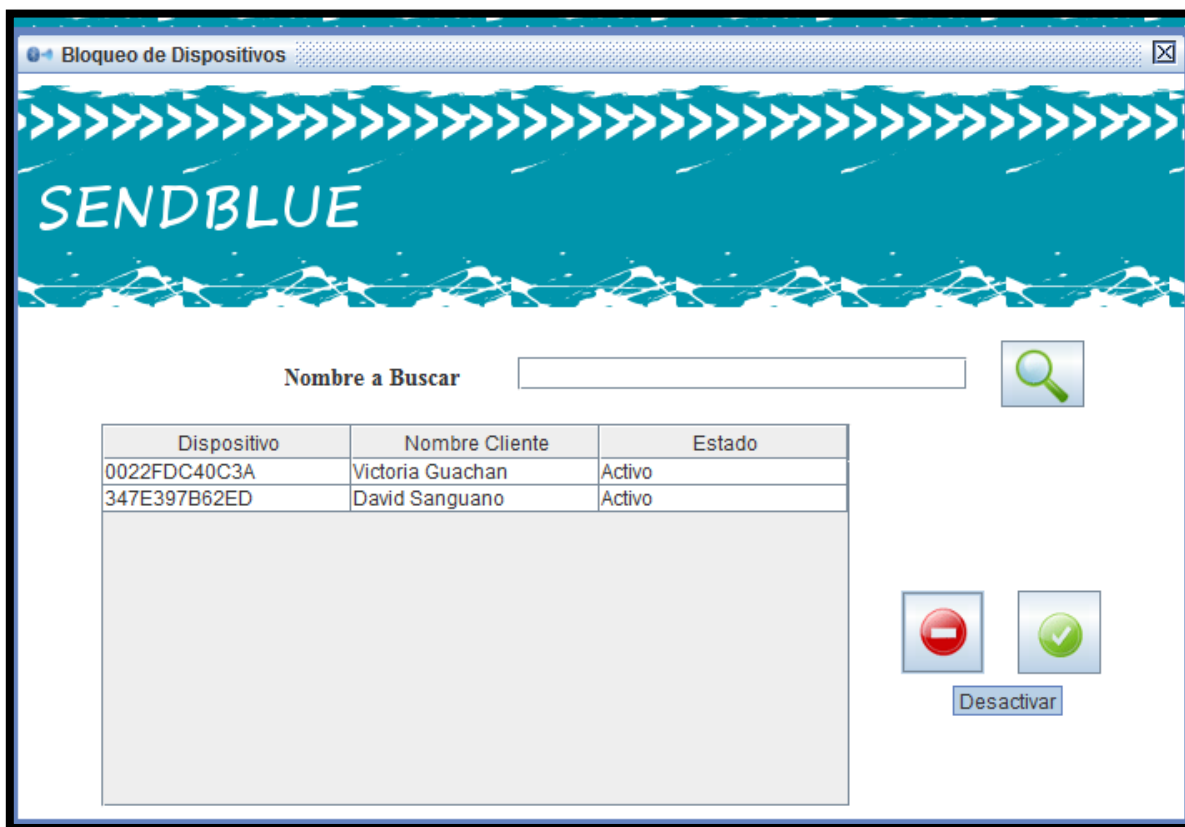 Bloqueo de Dispositivos
SENDBLUE
Nombre a Buscar
Dispositivo Nombre Cliente Estado
0022FDC40C3A Victoria Guachan Activo
347E397B62ED David Sanguano Activo
Desactivar